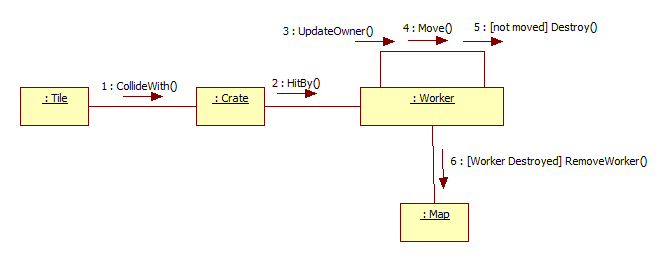 3 : UpdateOwner()
4 : Move()
5 : [not moved] Destroy()
1 : CollideWith()
2 : HitBy()
: Tile
: Crate
: Worker
6 : [Worker Destroyed] RemoveWorker()
: Map